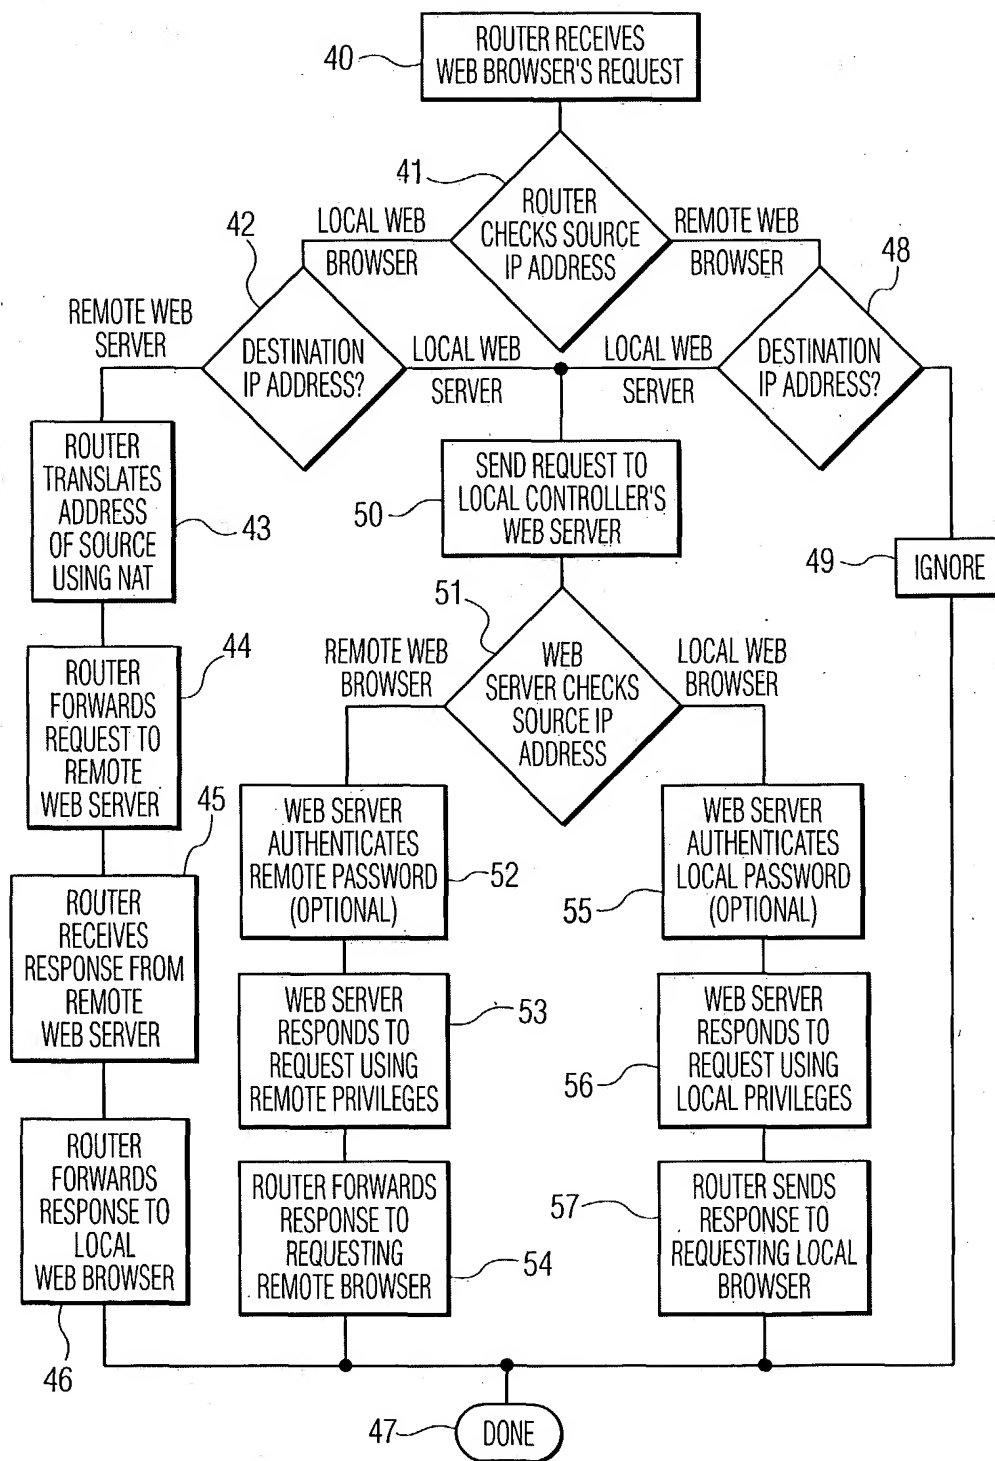 40
ROUTER RECEIVES
WEB BROWSER'S REQUEST
41
ROUTER
CHECKS SOURCE
IP ADDRESS
LOCAL WEB
BROWSER
REMOTE WEB
BROWSER
42
DESTINATION
IP ADDRESS?
48
DESTINATION
IP ADDRESS?
REMOTE WEB
SERVER
LOCAL WEB
SERVER
LOCAL WEB
SERVER
ROUTER
TRANSLATES
ADDRESS
OF SOURCE
USING NAT
43
50
SEND REQUEST TO
LOCAL CONTROLLER'S
WEB SERVER
49
IGNORE
51
WEB
SERVER CHECKS
SOURCE IP
ADDRESS
REMOTE WEB
BROWSER
LOCAL WEB
BROWSER
44
ROUTER
FORWARDS
REQUEST TO
REMOTE
WEB SERVER
45
ROUTER
RECEIVES
RESPONSE FROM
REMOTE
WEB SERVER
WEB SERVER
AUTHENTICATES
REMOTE PASSWORD
(OPTIONAL)
52
55
WEB SERVER
AUTHENTICATES
LOCAL PASSWORD
(OPTIONAL)
WEB SERVER
RESPONDS TO
REQUEST USING
REMOTE PRIVILEGES
53
56
WEB SERVER
RESPONDS TO
REQUEST USING
LOCAL PRIVILEGES
ROUTER
FORWARDS
RESPONSE TO
LOCAL
WEB BROWSER
46
ROUTER FORWARDS
RESPONSE TO
REQUESTING
REMOTE BROWSER
54
57
ROUTER SENDS
RESPONSE TO
REQUESTING LOCAL
BROWSER
47
DONE